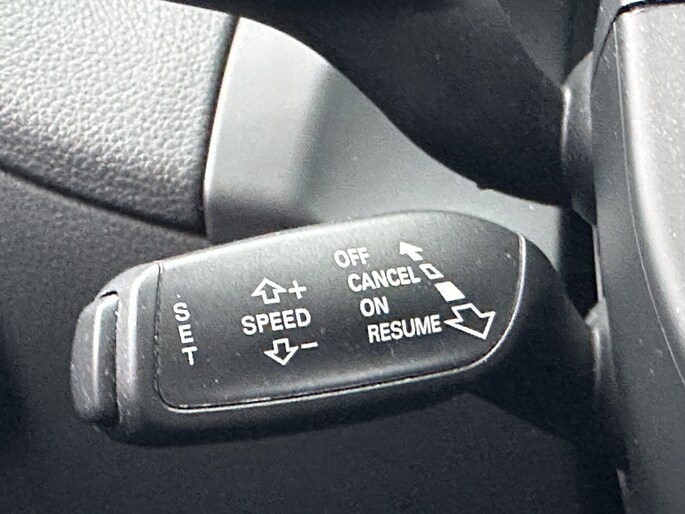 SET
+
SPEED
−
OFF
CANCEL
ON
RESUME